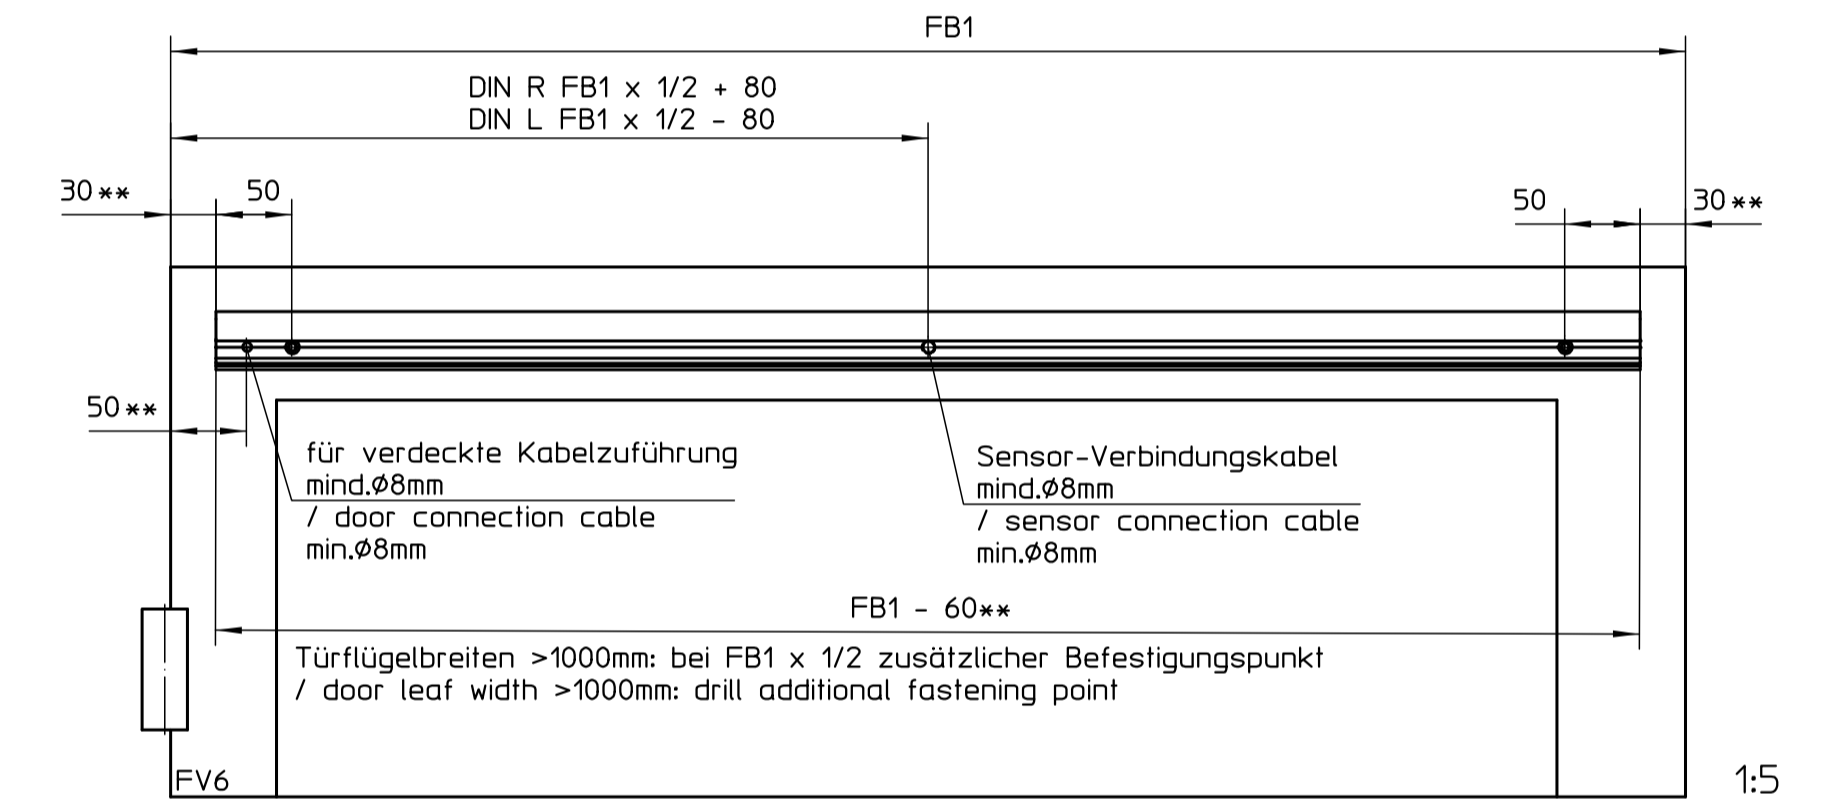 FB1
DIN R FB1 x 1/2 + 80
DIN L FB1 x 1/2 - 80
30**
50
50
30**
50**
für verdeckte Kabelzuführung
mind.Ø8mm
/ door connection cable
min.Ø8mm
Sensor-Verbindungskabel
mind.Ø8mm
/ sensor connection cable
min.Ø8mm
FB1 - 60**
Türflügelbreiten >1000mm: bei FB1 x 1/2 zusätzlicher Befestigungspunkt
/ door leaf width >1000mm: drill additional fastening point
FV6
1:5